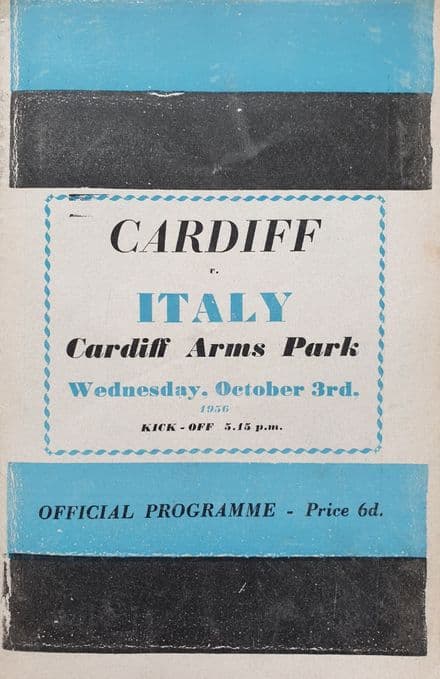 CARDIFF
v.
ITALY
Cardiff Arms Park
Wednesday, October 3rd,
1956
KICK - OFF 5.15 p.m.
OFFICIAL PROGRAMME - Price 6d.